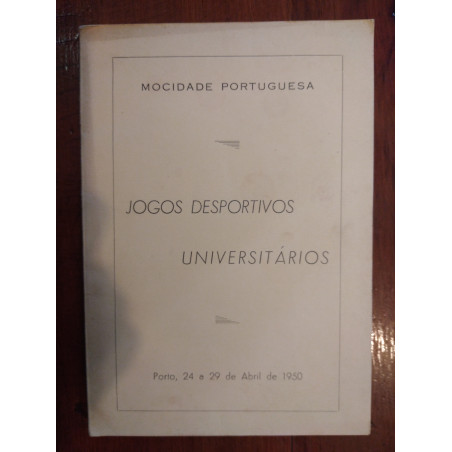 MOCIDADE PORTUGUESA
JOGOS DESPORTIVOS
UNIVERSITÁRIOS
Porto, 24 e 29 de Abril de 1950